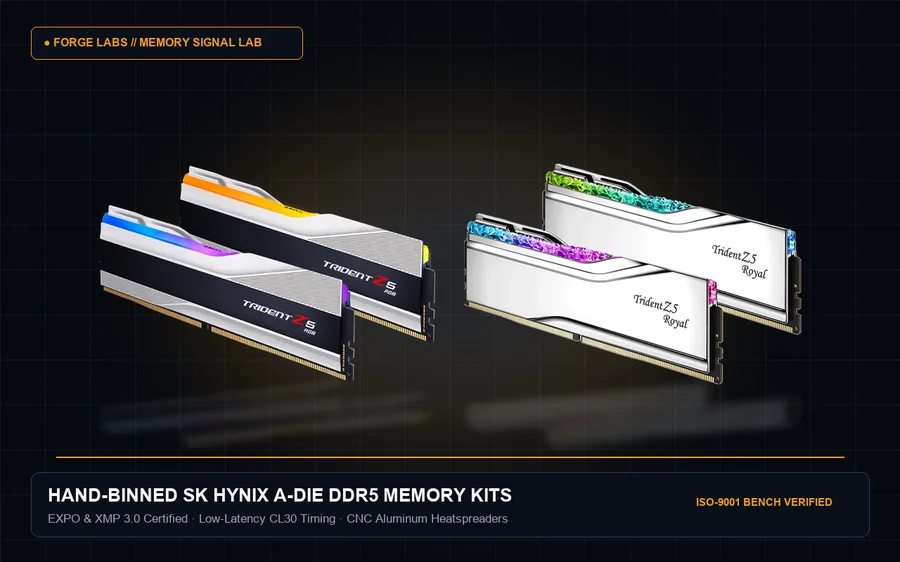 ● FORGE LABS // MEMORY SIGNAL LAB
TRIDENT Z5
RGB
TRIDENT Z5
RGB
Trident Z5
Royal
Trident Z5
Royal
HAND-BINNED SK HYNIX A-DIE DDR5 MEMORY KITS
EXPO & XMP 3.0 Certified · Low-Latency CL30 Timing · CNC Aluminum Heatspreaders
ISO-9001 BENCH VERIFIED